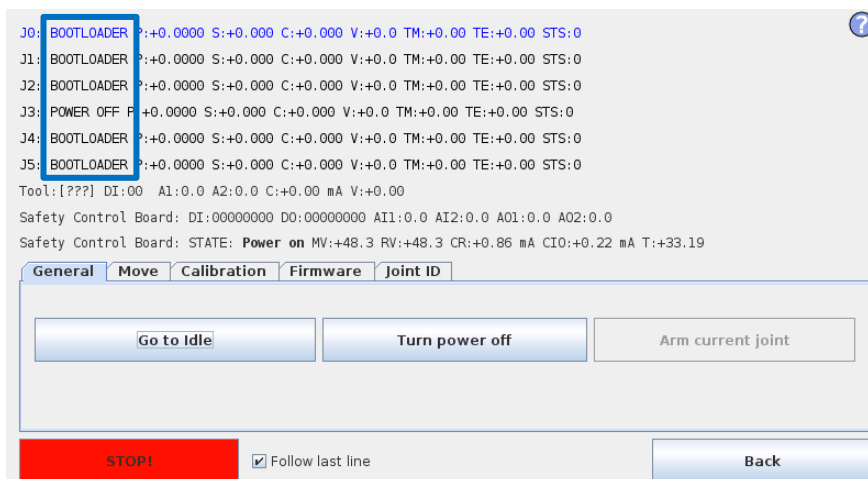 J0: BOOTLOADER P:+0.0000 S:+0.000 C:+0.000 V:+0.0 TM:+0.00 TE:+0.00 STS:0
?
J1: BOOTLOADER P:+0.0000 S:+0.000 C:+0.000 V:+0.0 TM:+0.00 TE:+0.00 STS:0
J2: BOOTLOADER P:+0.0000 S:+0.000 C:+0.000 V:+0.0 TM:+0.00 TE:+0.00 STS:0
J3: POWER OFF P:+0.0000 S:+0.000 C:+0.000 V:+0.0 TM:+0.00 TE:+0.00 STS:0
J4: BOOTLOADER P:+0.0000 S:+0.000 C:+0.000 V:+0.0 TM:+0.00 TE:+0.00 STS:0
J5: BOOTLOADER P:+0.0000 S:+0.000 C:+0.000 V:+0.0 TM:+0.00 TE:+0.00 STS:0
Tool:[???] DI:00 A1:0.0 A2:0.0 C:+0.00 mA V:+0.00
Safety Control Board: DI:00000000 DO:00000000 AI1:0.0 AI2:0.0 AO1:0.0 AO2:0.0
Safety Control Board: STATE: Power on MV:+48.3 RV:+48.3 CR:+0.86 mA CIO:+0.22 mA T:+33.19
General Move Calibration Firmware Joint ID
Go to Idle Turn power off Arm current joint
STOP! Follow last line Back